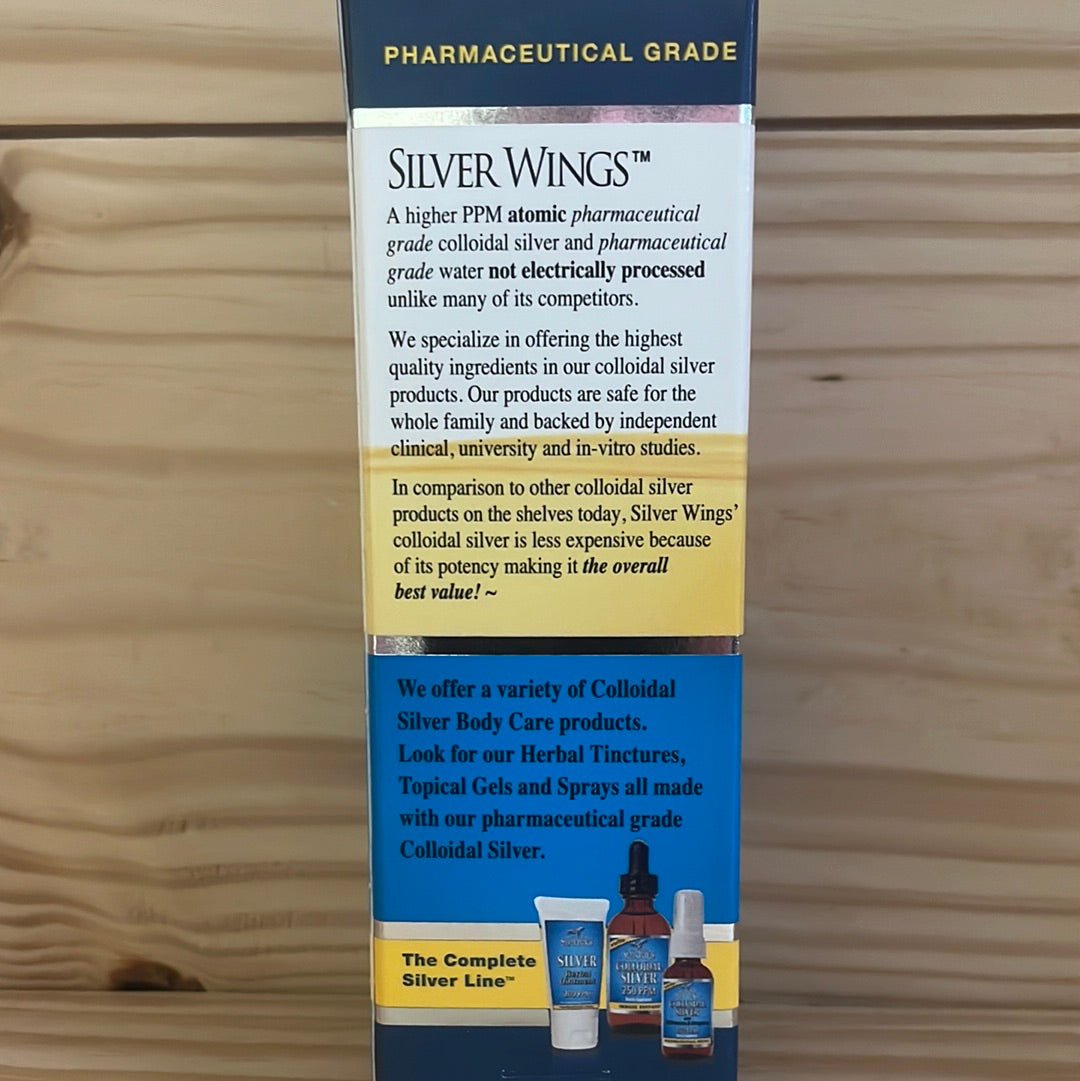 PHARMACEUTICAL GRADE
SILVER WINGS™
A higher PPM atomic pharmaceutical
grade colloidal silver and pharmaceutical
grade water not electrically processed
unlike many of its competitors.
We specialize in offering the highest
quality ingredients in our colloidal silver
products. Our products are safe for the
whole family and backed by independent
clinical, university and in-vitro studies.
In comparison to other colloidal silver
products on the shelves today, Silver Wings’
colloidal silver is less expensive because
of its potency making it the overall
best value! ~
We offer a variety of Colloidal
Silver Body Care products.
Look for our Herbal Tinctures,
Topical Gels and Sprays all made
with our pharmaceutical grade
Colloidal Silver.
The Complete
Silver Line™
SILVER
COLLOIDAL
SILVER
250 PPM
COLLOIDAL
SILVER